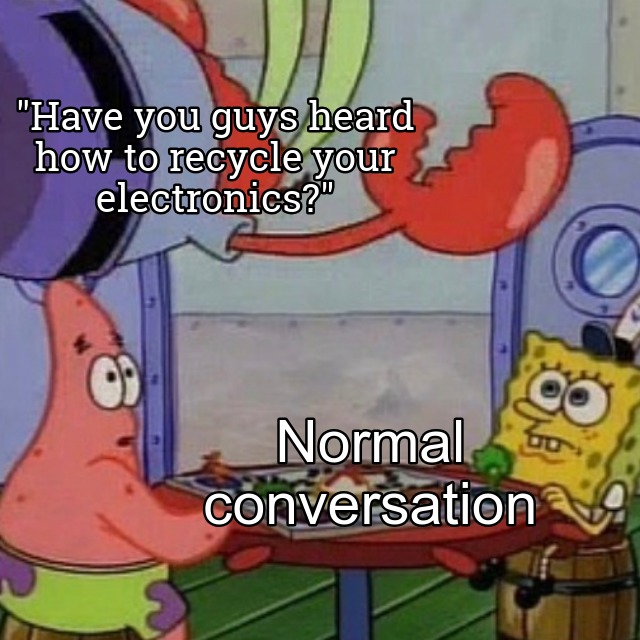 "Have you guys heard
how to recycle your
electronics?"
Normal
conversation